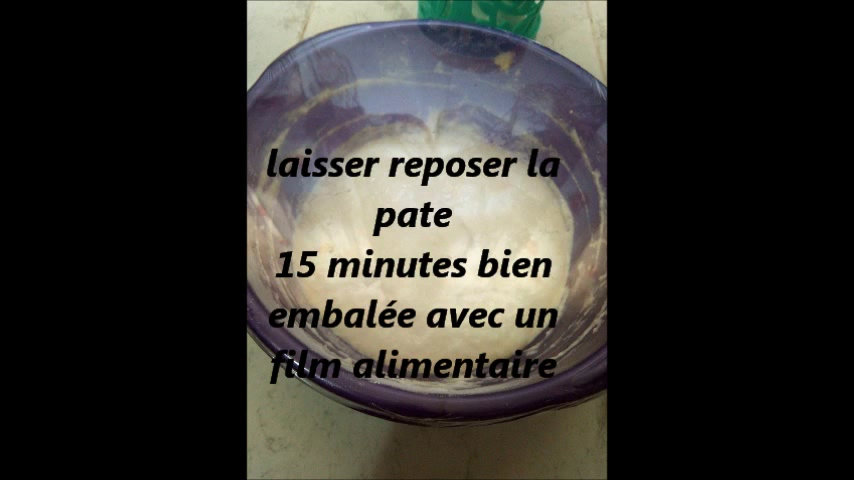 laisser reposer la
pate
15 minutes bien
embalée avec un
film alimentaire